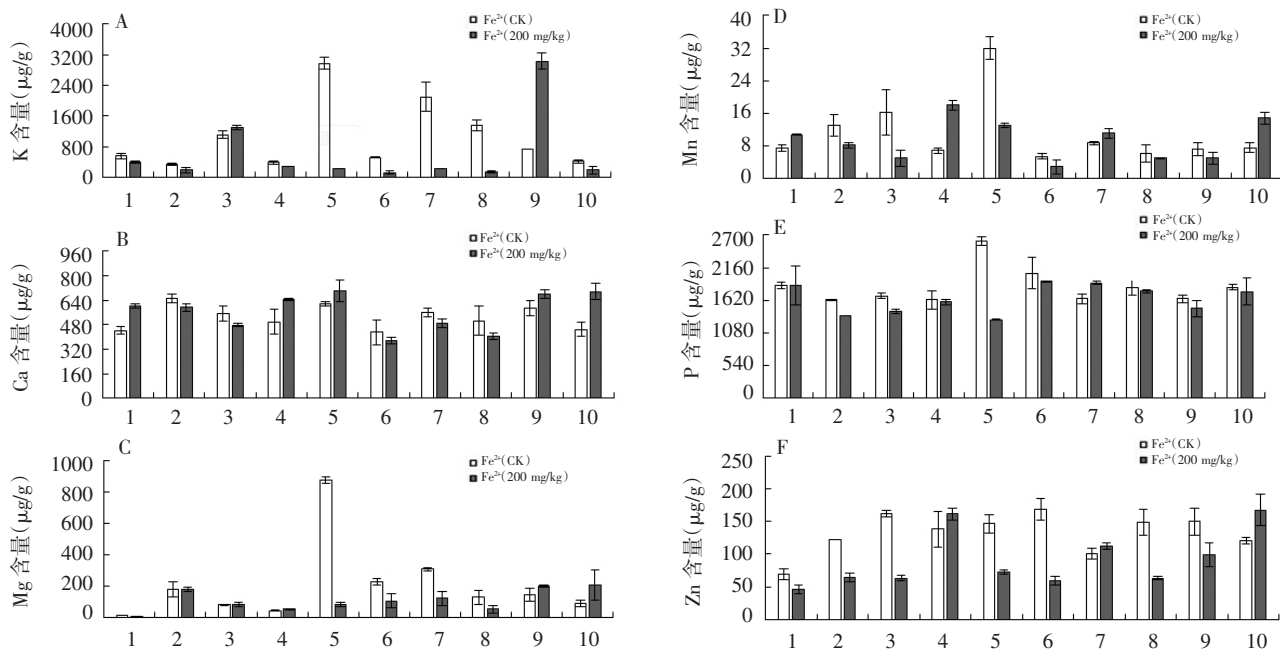 A
Fe²⁺(CK)
Fe²⁺(200 mg/kg)
K 含量(μg/g)
4000
3200
2400
1600
800
0
1 2 3 4 5 6 7 8 9 10
B
Fe²⁺(CK)
Fe²⁺(200 mg/kg)
Ca 含量(μg/g)
960
800
640
480
320
160
0
1 2 3 4 5 6 7 8 9 10
C
Fe²⁺(CK)
Fe²⁺(200 mg/kg)
Mg 含量(μg/g)
1000
800
600
400
200
0
1 2 3 4 5 6 7 8 9 10
D
Fe²⁺(CK)
Fe²⁺(200 mg/kg)
Mn 含量(μg/g)
40
32
24
16
8
0
1 2 3 4 5 6 7 8 9 10
E
Fe²⁺(CK)
Fe²⁺(200 mg/kg)
P 含量(μg/g)
2700
2160
1620
1080
540
0
1 2 3 4 5 6 7 8 9 10
F
Fe²⁺(CK)
Fe²⁺(200 mg/kg)
Zn 含量(μg/g)
250
200
150
100
50
0
1 2 3 4 5 6 7 8 9 10